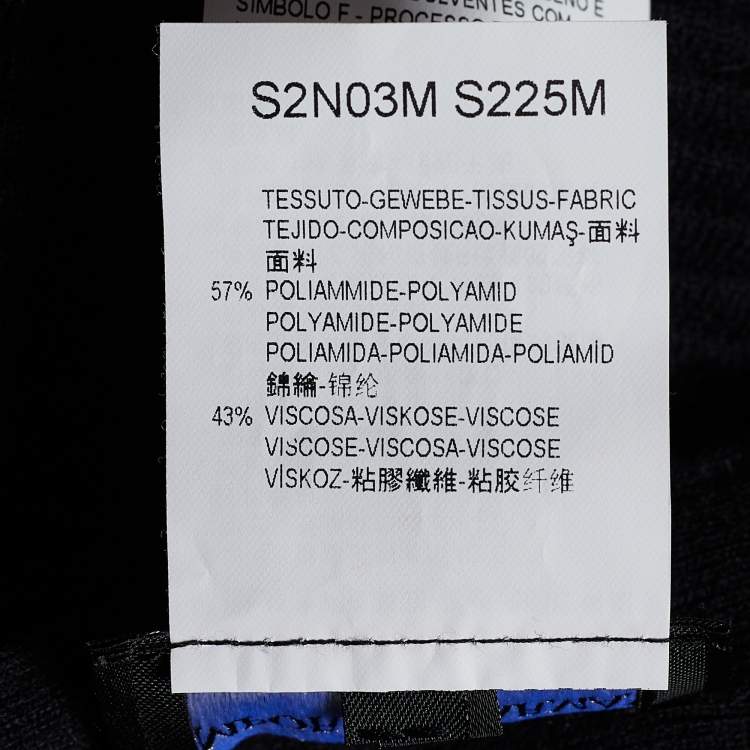 SIMBOLO F - PROCESSO
S2N03M S225M
TESSUTO-GEWEBE-TISSUS-FABRIC
TEJIDO-COMPOSICAO-KUMAŞ-面料
面料
57% POLIAMMIDE-POLYAMID
POLYAMIDE-POLYAMIDE
POLIAMIDA-POLIAMIDA-POLİAMİD
錦綸-锦纶
43% VISCOSA-VISKOSE-VISCOSE
VISCOSE-VISCOSA-VISCOSE
VİSKOZ-粘膠纖維-粘胶纤维